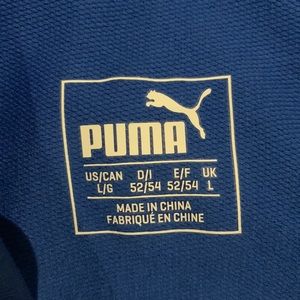 PUMA
US/CAN D/I E/F UK
L/G 52/54 52/54 L
MADE IN CHINA
FABRIQUÉ EN CHINE